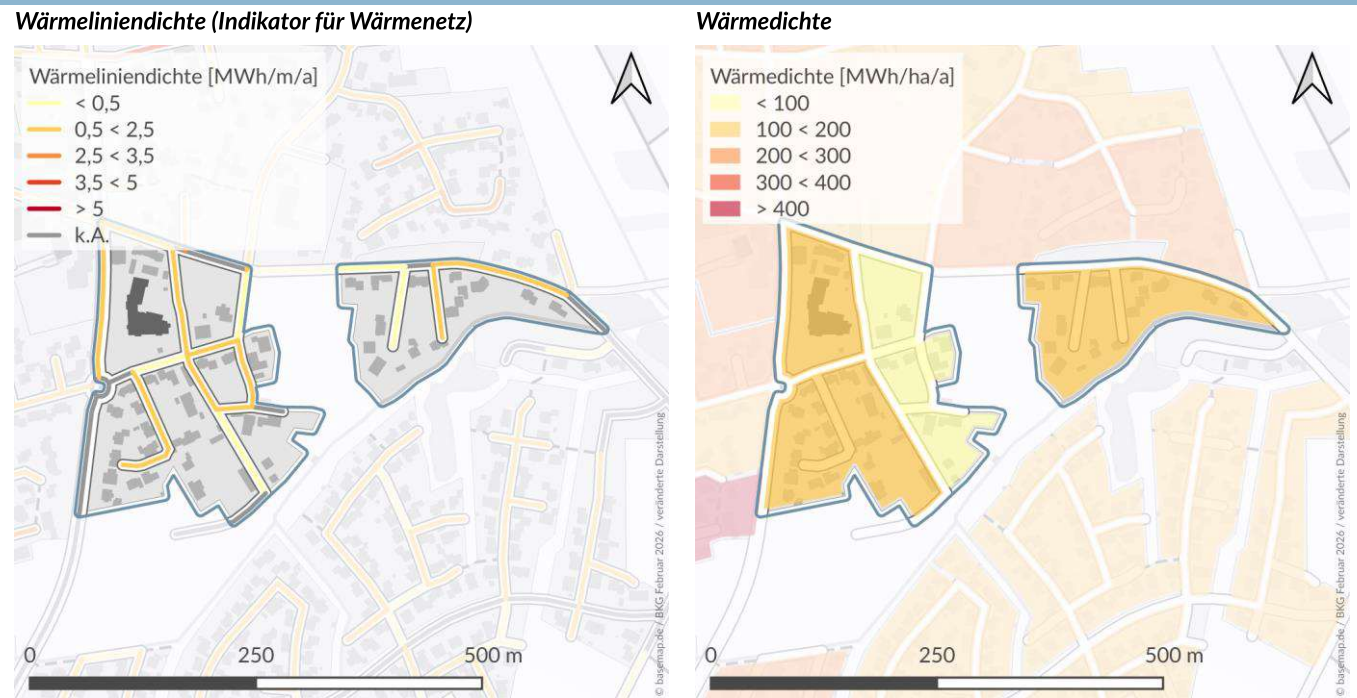 Wärmeliniendichte (Indikator für Wärmenetz)
Wärmeliniendichte [MWh/m/a]
< 0,5
0,5 < 2,5
2,5 < 3,5
3,5 < 5
> 5
k.A.
0 250 500 m
© basemap.de / BKG Februar 2026 / veränderte Darstellung
Wärmedichte
Wärmedichte [MWh/ha/a]
< 100
100 < 200
200 < 300
300 < 400
> 400
0 250 500 m
© basemap.de / BKG Februar 2026 / veränderte Darstellung